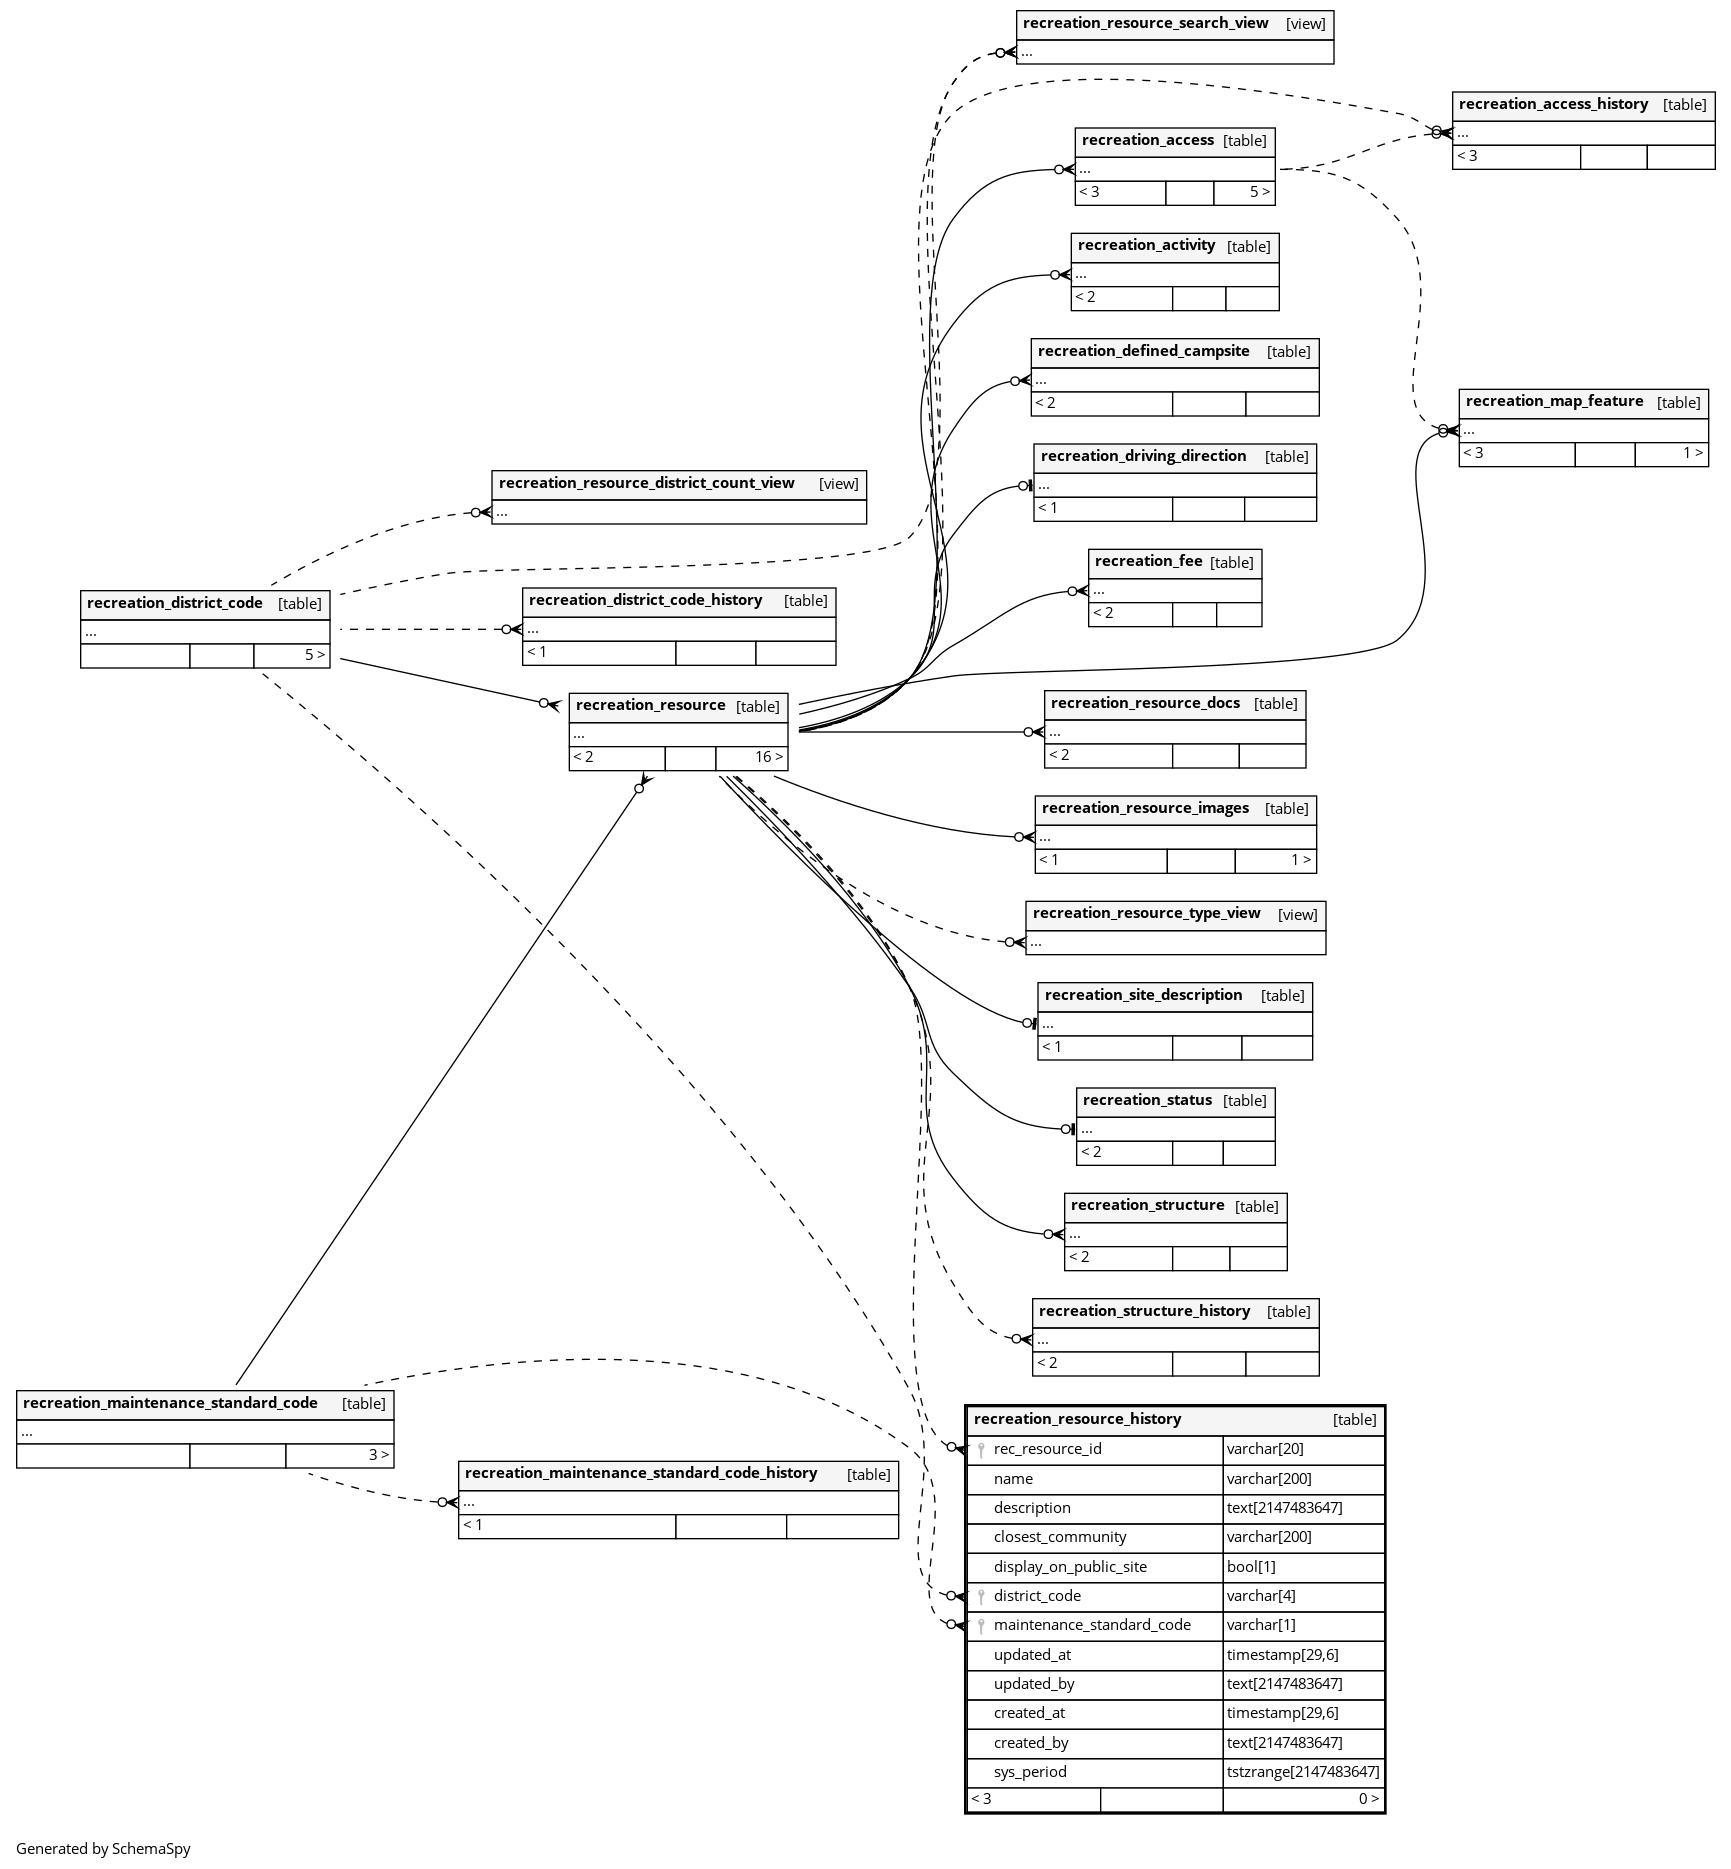 recreation_resource_search_view [view]
...
recreation_access_history [table]
...
< 3
recreation_access [table]
...
< 3 5 >
recreation_activity [table]
...
< 2
recreation_defined_campsite [table]
...
< 2
recreation_map_feature [table]
...
< 3 1 >
recreation_driving_direction [table]
...
< 1
recreation_resource_district_count_view [view]
...
recreation_fee [table]
...
< 2
recreation_district_code [table]
...
5 >
recreation_district_code_history [table]
...
< 1
recreation_resource [table]
...
< 2 16 >
recreation_resource_docs [table]
...
< 2
recreation_resource_images [table]
...
< 1 1 >
recreation_resource_type_view [view]
...
recreation_site_description [table]
...
< 1
recreation_status [table]
...
< 2
recreation_structure [table]
...
< 2
recreation_structure_history [table]
...
< 2
recreation_maintenance_standard_code [table]
...
3 >
recreation_maintenance_standard_code_history [table]
...
< 1
recreation_resource_history [table]
rec_resource_id varchar[20]
name varchar[200]
description text[2147483647]
closest_community varchar[200]
display_on_public_site bool[1]
district_code varchar[4]
maintenance_standard_code varchar[1]
updated_at timestamp[29,6]
updated_by text[2147483647]
created_at timestamp[29,6]
created_by text[2147483647]
sys_period tstzrange[2147483647]
< 3 0 >
Generated by SchemaSpy